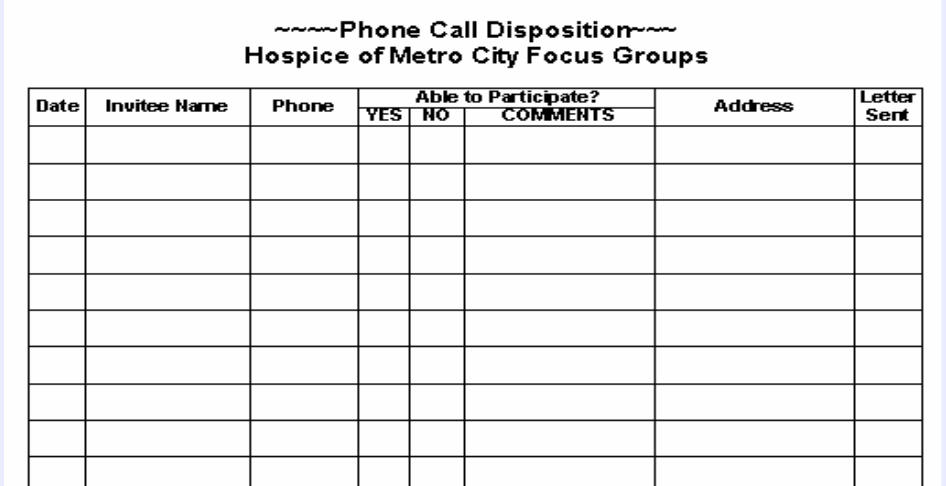 ~~~~Phone Call Disposition~~~
Hospice of Metro City Focus Groups
Date Invitee Name Phone Able to Participate? Address Letter Sent
YES NO COMMENTS